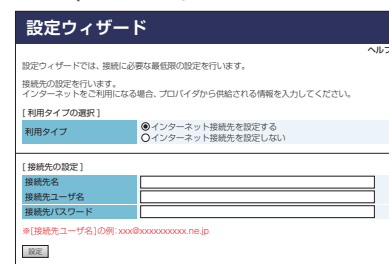 設定ウィザード
ヘルプ
設定ウィザードでは、接続に必要な最低限の設定を行います。
接続先の設定を行います。
インターネットをご利用になる場合、プロバイダから供給される情報を入力してください。
[利用タイプの選択]
利用タイプ
インターネット接続先を設定する
インターネット接続先を設定しない
[接続先の設定]
接続先名
接続先ユーザ名
接続先パスワード
※[接続先ユーザ名]の例:xxx@xxxxxxxxxx.ne.jp
設定